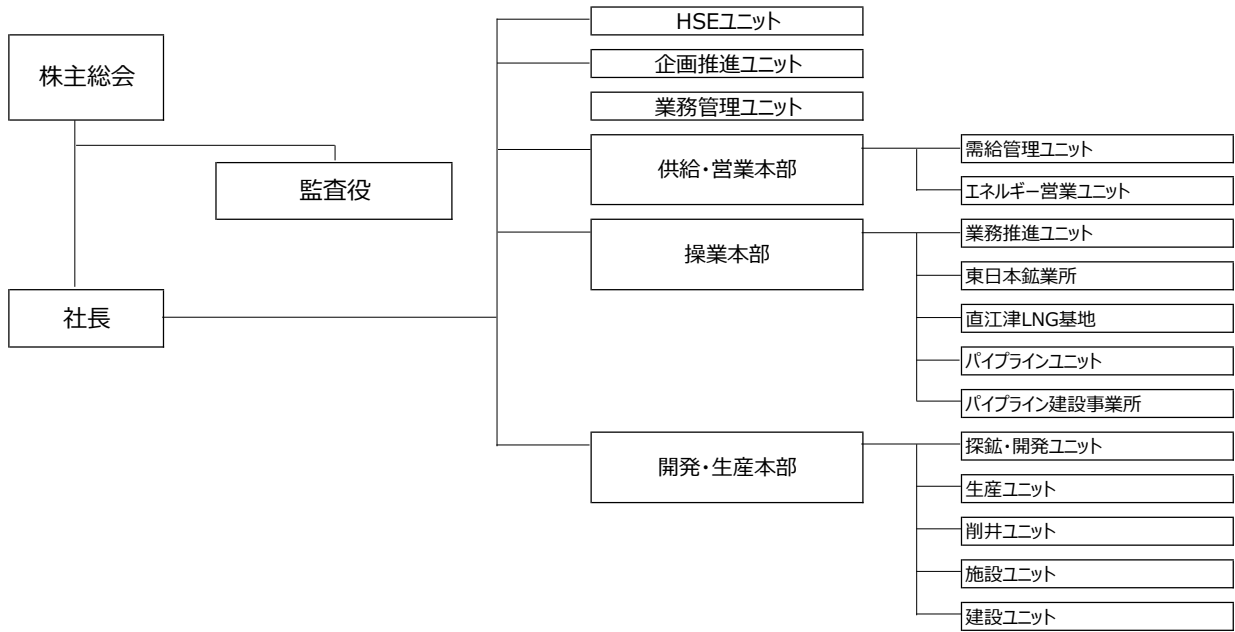 株主総会
監査役
社長
HSEユニット
企画推進ユニット
業務管理ユニット
供給・営業本部
需給管理ユニット
エネルギー営業ユニット
操業本部
業務推進ユニット
東日本鉱業所
直江津LNG基地
パイプラインユニット
パイプライン建設事業所
開発・生産本部
探鉱・開発ユニット
生産ユニット
削井ユニット
施設ユニット
建設ユニット